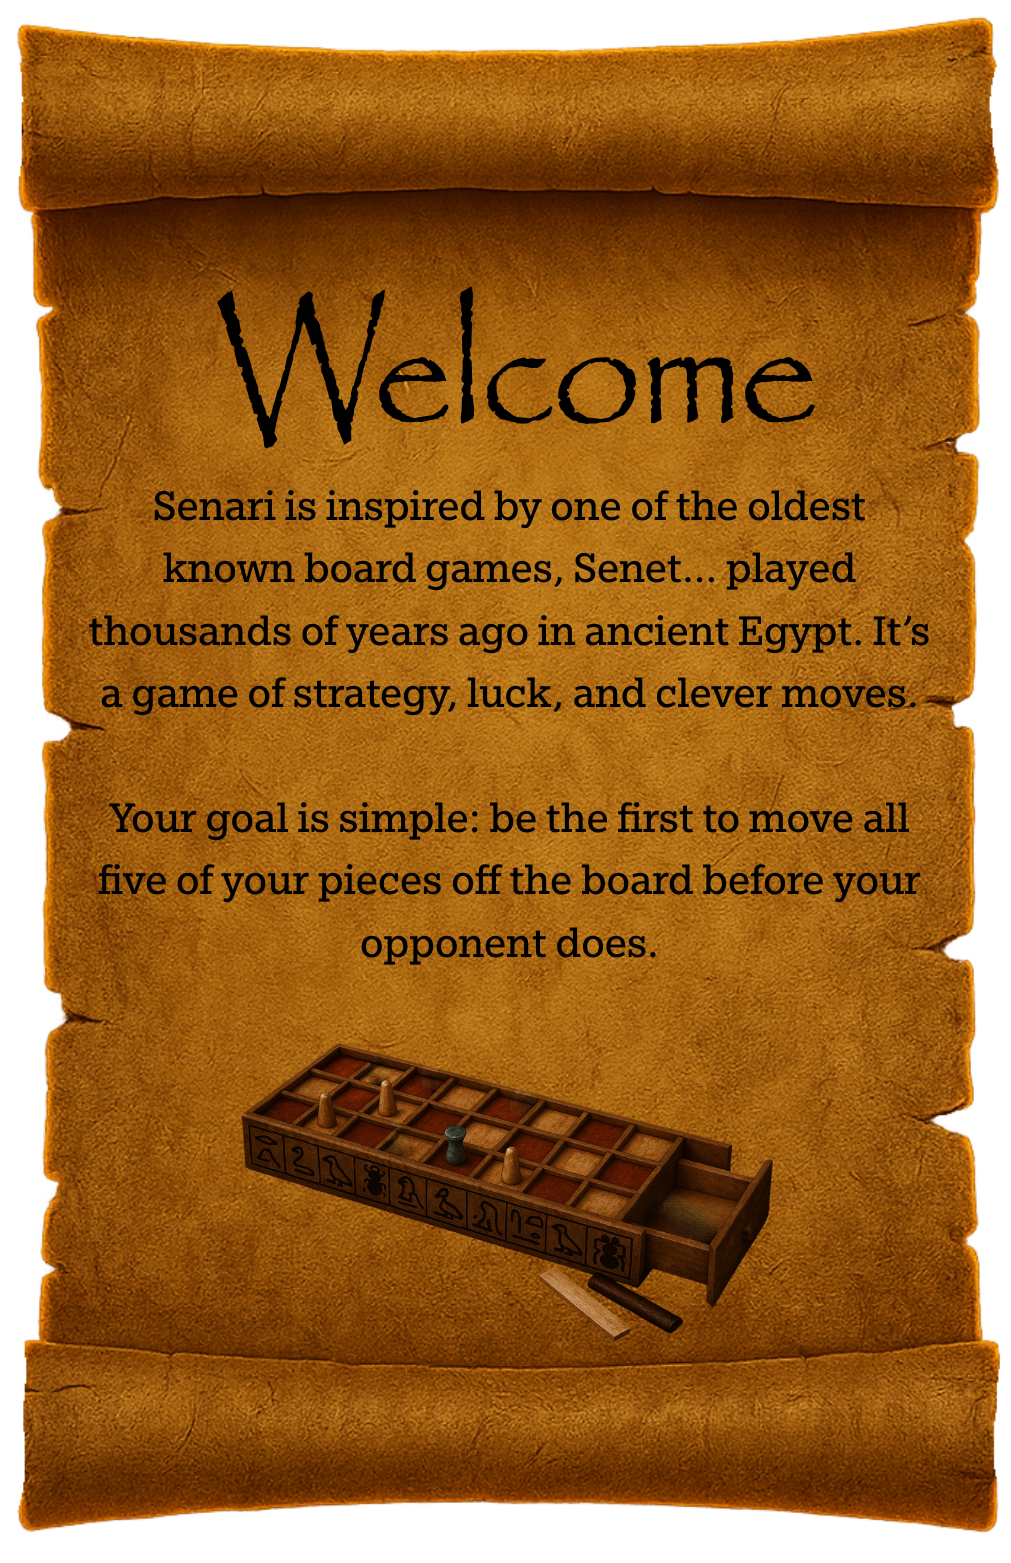 Welcome
Senari is inspired by one of the oldest
known board games, Senet... played
thousands of years ago in ancient Egypt. It’s
a game of strategy, luck, and clever moves.
Your goal is simple: be the first to move all
five of your pieces off the board before your
opponent does.